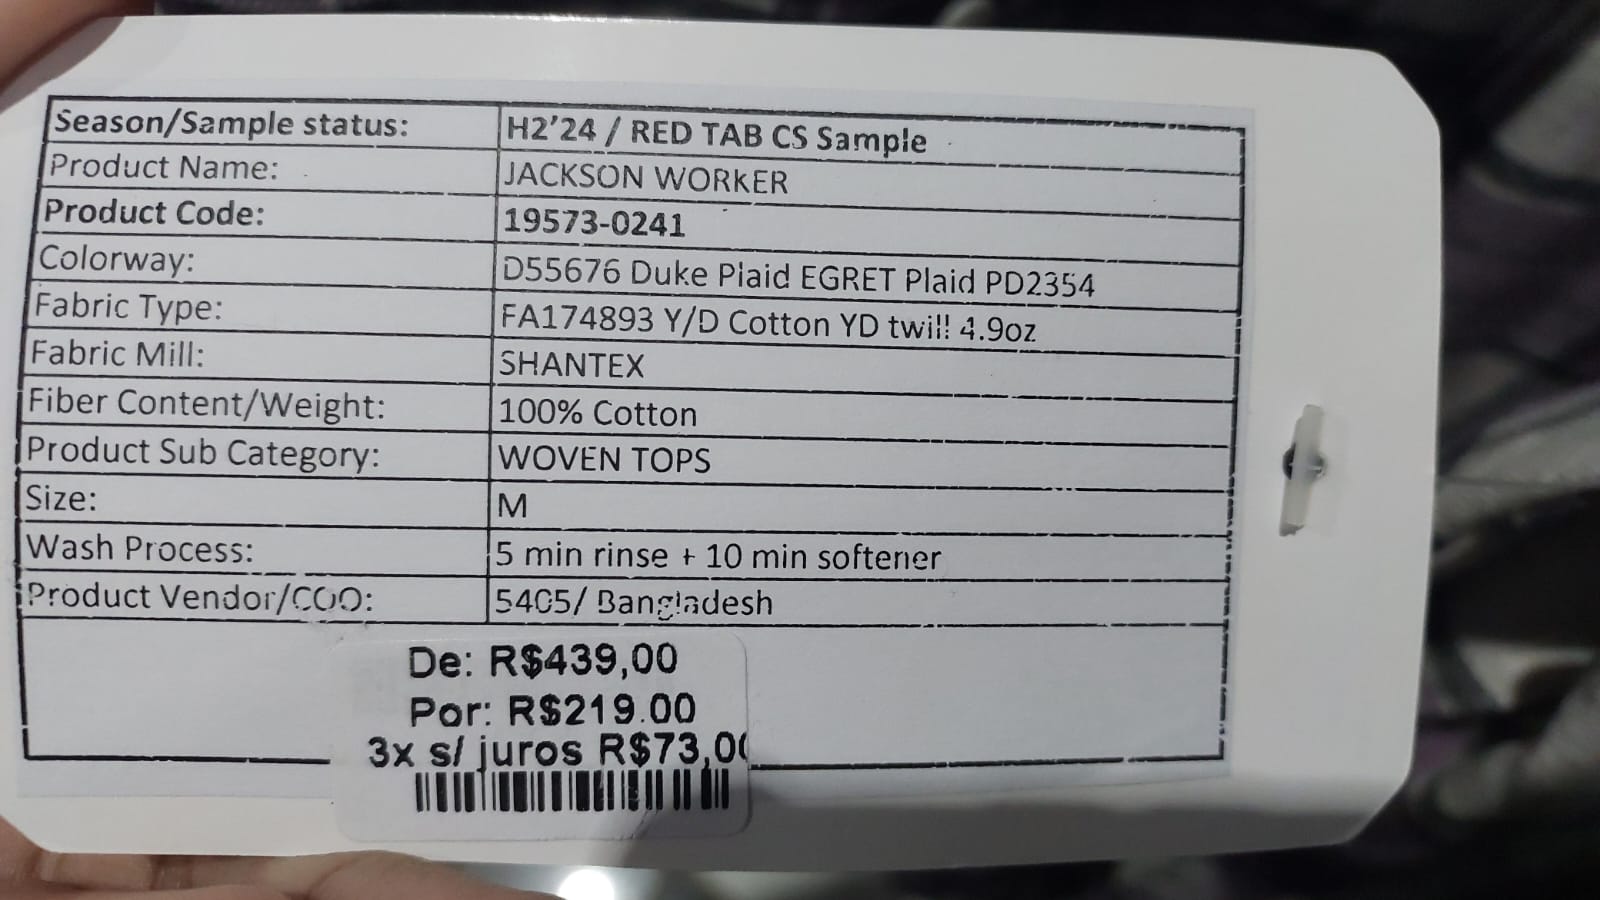 Season/Sample status: H2'24 / RED TAB CS Sample
Product Name: JACKSON WORKER
Product Code: 19573-0241
Colorway: D55676 Duke Plaid EGRET Plaid PD2354
Fabric Type: FA174893 Y/D Cotton YD twill 4.9oz
Fabric Mill: SHANTEX
Fiber Content/Weight: 100% Cotton
Product Sub Category: WOVEN TOPS
Size: M
Wash Process: 5 min rinse + 10 min softener
Product Vendor/COO: 5405/ Bangladesh
De: R$439,00
Por: R$219.00
3x s/ juros R$73,00